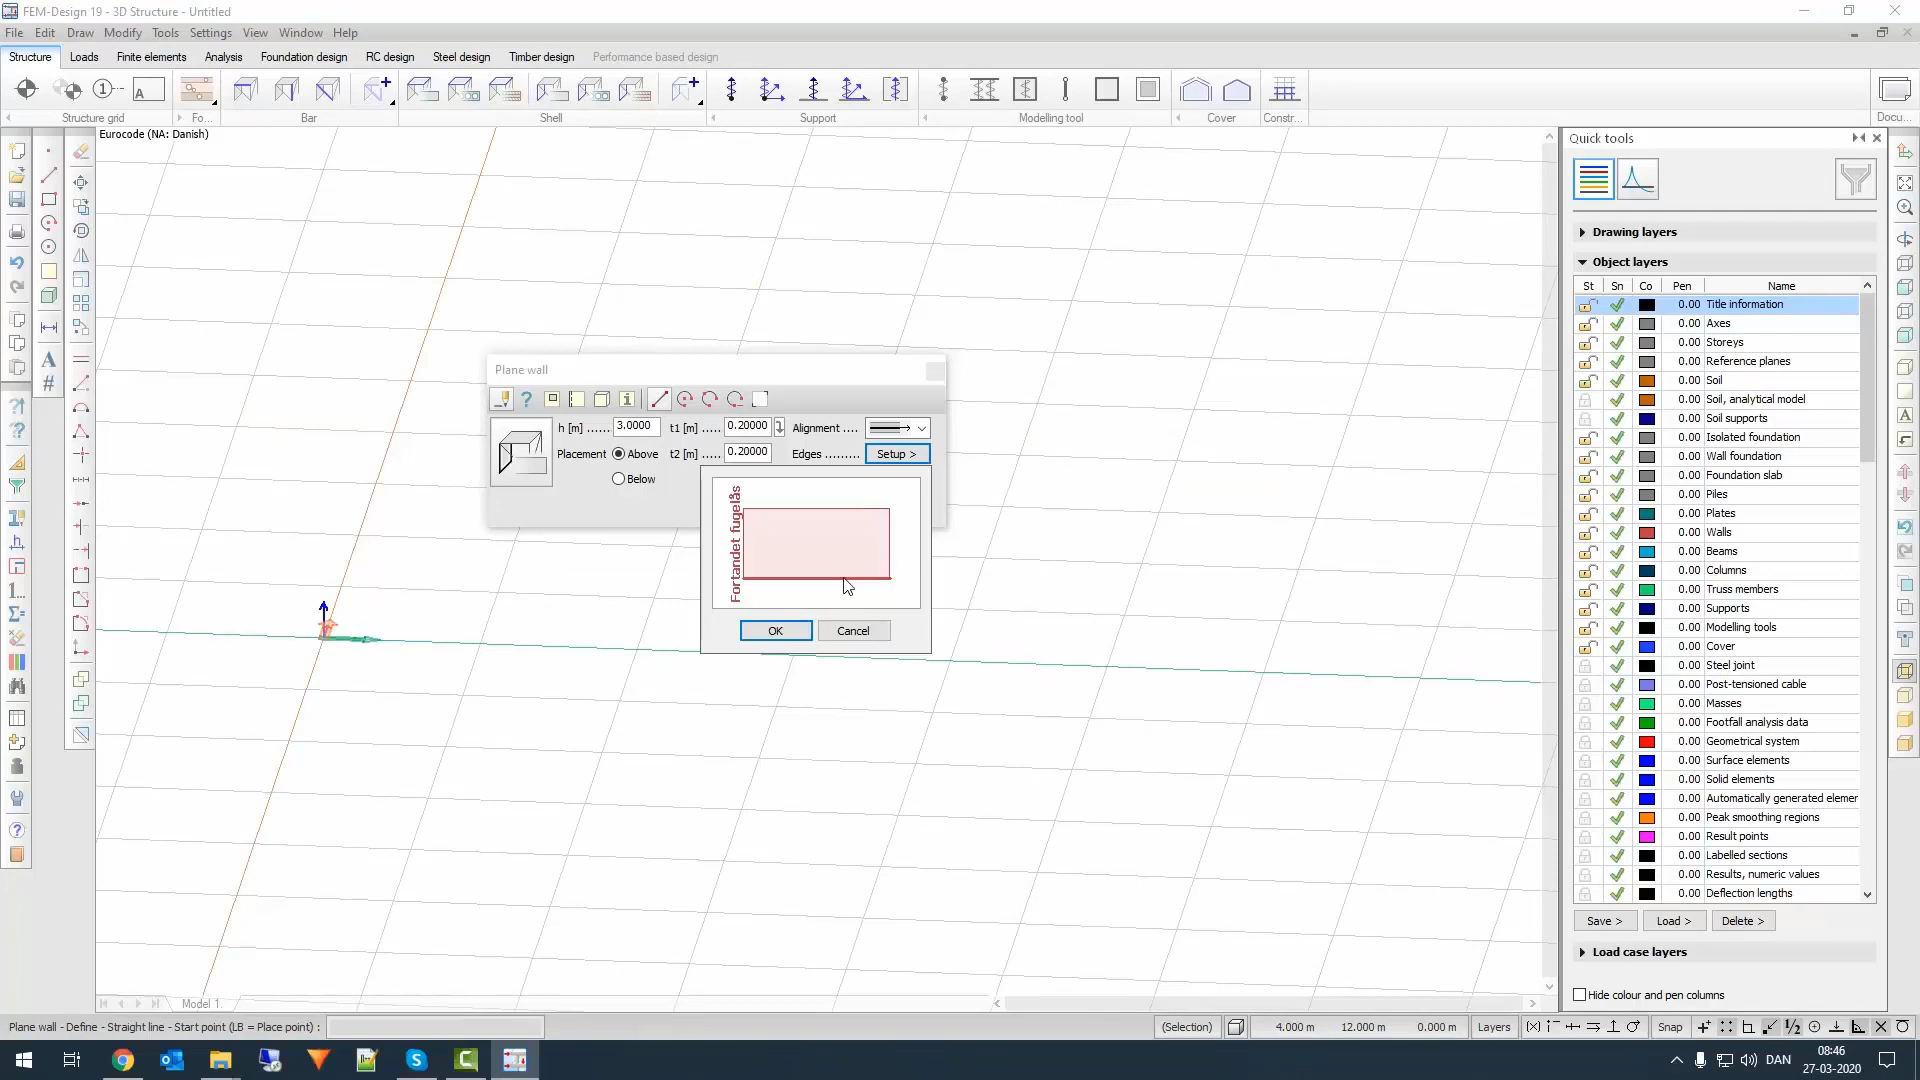 FEM-Design 19 - 3D Structure - Untitled
File Edit Draw Modify Tools Settings View Window Help
Structure Loads Finite elements Analysis Foundation design RC design Steel design Timber design Performance based design
Structure grid Fo... Bar Shell Support Modelling tool Cover Constr... Docu...
Eurocode (NA: Danish)
Quick tools
Drawing layers
Object layers
St Sn Co Pen Name
0.00 Title information
0.00 Axes
0.00 Storeys
0.00 Reference planes
0.00 Soil
0.00 Soil, analytical model
0.00 Soil supports
0.00 Isolated foundation
0.00 Wall foundation
0.00 Foundation slab
0.00 Piles
0.00 Plates
0.00 Walls
0.00 Beams
0.00 Columns
0.00 Truss members
0.00 Supports
0.00 Modelling tools
0.00 Cover
0.00 Steel joint
0.00 Post-tensioned cable
0.00 Masses
0.00 Footfall analysis data
0.00 Geometrical system
0.00 Surface elements
0.00 Solid elements
0.00 Automatically generated elemer
0.00 Peak smoothing regions
0.00 Result points
0.00 Labelled sections
0.00 Results, numeric values
0.00 Deflection lengths
Save > Load > Delete >
Load case layers
Hide colour and pen columns
Plane wall
h [m] ...... 3.0000 t1 [m] ..... 0.20000 Alignment ....
Placement Above t2 [m] ..... 0.20000 Edges ......... Setup >
Below
Fortandet fugelås
OK Cancel
Model 1.
Plane wall - Define - Straight line - Start point (LB = Place point) :
(Selection) 4.000 m 12.000 m 0.000 m Layers Snap 1/2
DAN
08:46
27-03-2020